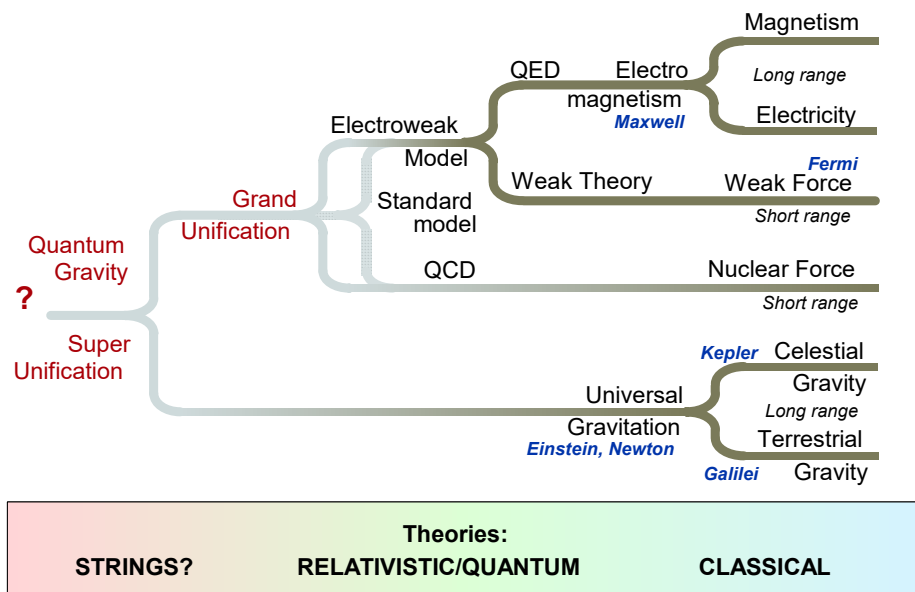 Magnetism
QED
Electro
Long range
magnetism
Maxwell
Electricity
Electroweak
Model
Fermi
Weak Theory
Weak Force
Short range
Grand
Unification
Standard
model
Quantum
Gravity
QCD
Nuclear Force
Short range
?
Super
Unification
Kepler
Celestial
Gravity
Universal
Long range
Gravitation
Einstein, Newton
Terrestrial
Galilei
Gravity
Theories:
STRINGS?
RELATIVISTIC/QUANTUM
CLASSICAL